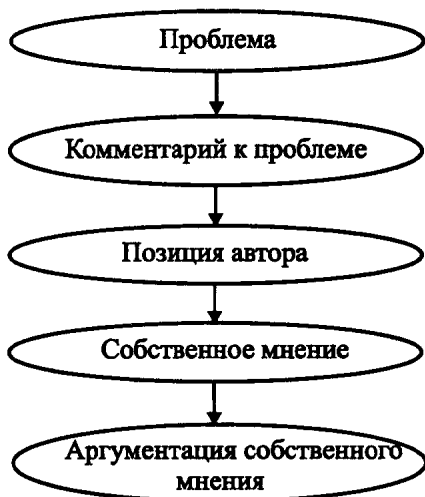 Проблема
Комментарий к проблеме
Позиция автора
Собственное мнение
Аргументация собственного
мнения